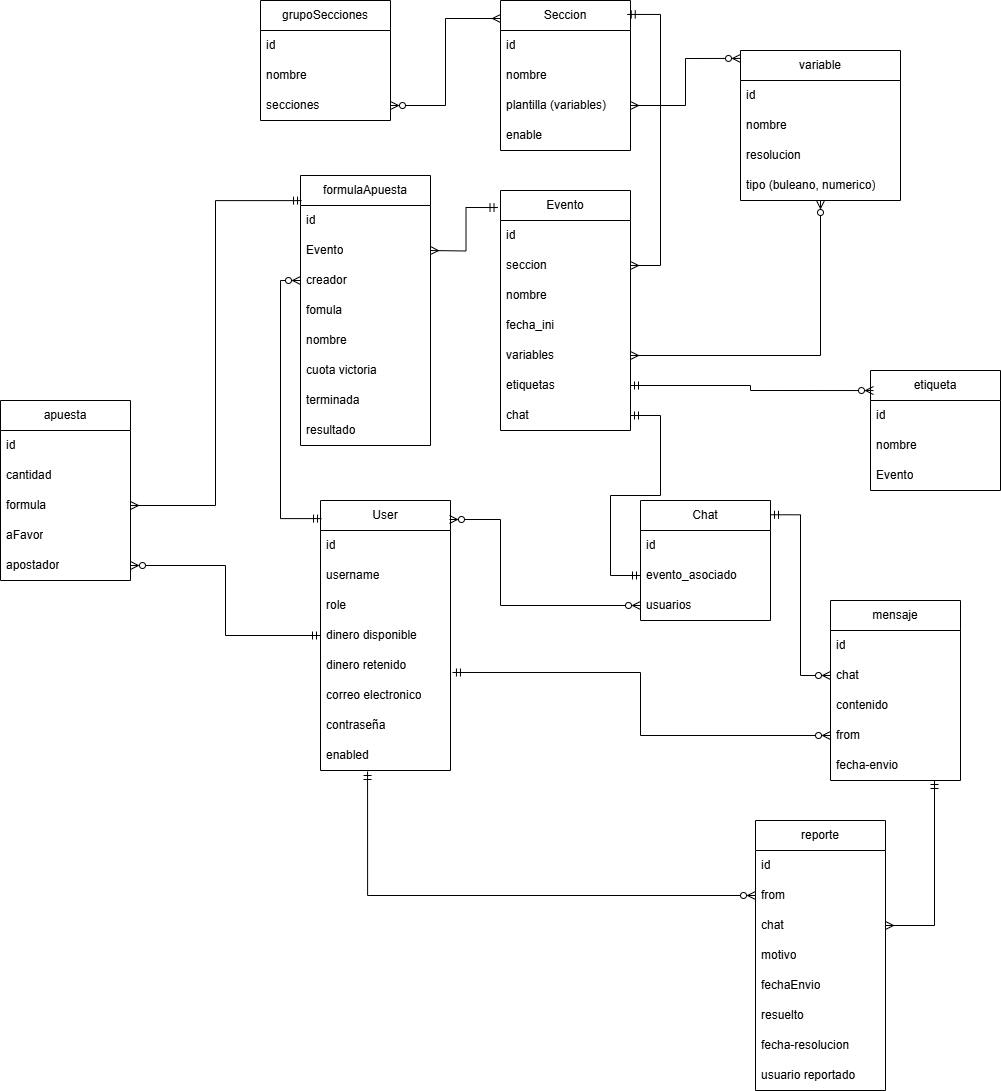 grupoSecciones
id
nombre
secciones
Seccion
id
nombre
plantilla (variables)
enable
variable
id
nombre
resolucion
tipo (buleano, numerico)
formulaApuesta
id
Evento
creador
fomula
nombre
cuota victoria
terminada
resultado
Evento
id
seccion
nombre
fecha_ini
variables
etiquetas
chat
etiqueta
id
nombre
Evento
apuesta
id
cantidad
formula
aFavor
apostador
User
id
username
role
dinero disponible
dinero retenido
correo electronico
contraseña
enabled
Chat
id
evento_asociado
usuarios
mensaje
id
chat
contenido
from
fecha-envio
reporte
id
from
chat
motivo
fechaEnvio
resuelto
fecha-resolucion
usuario reportado